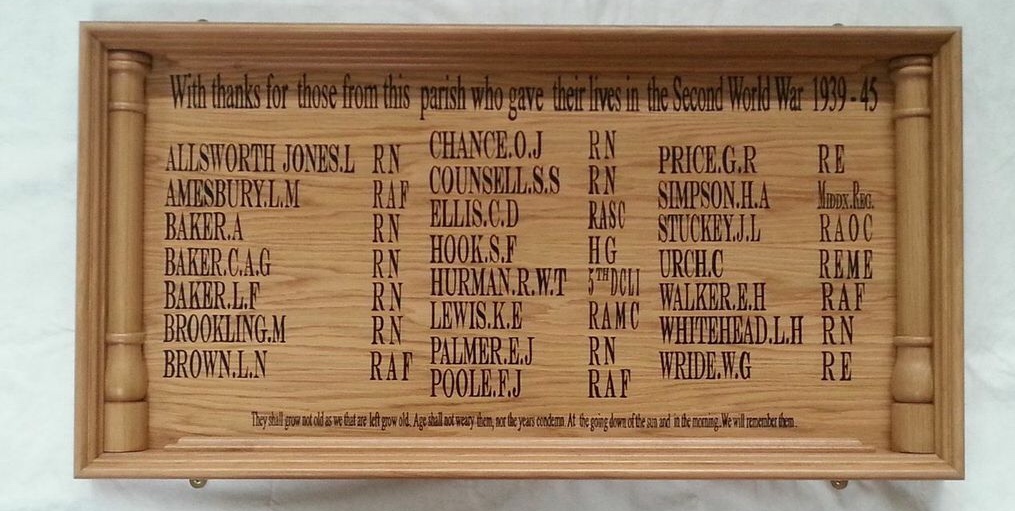 With thanks for those from this parish who gave their lives in the Second World War 1939-45
ALLSWORTH JONES.L RN
AMESBURY.L.M RAF
BAKER.A RN
BAKER.C.A.G RN
BAKER.L.F RN
BROOKLING.M RN
BROWN.L.N RAF
CHANCE.O.J RN
COUNSELL.S.S RN
ELLIS.C.D RASC
HOOK.S.F HG
HURMAN.R.W.T 5TH DCLI
LEWIS.K.E RAMC
PALMER.E.J RN
POOLE.F.J RAF
PRICE.G.R RE
SIMPSON.H.A MIDDX.REG.
STUCKEY.J.L RAOC
URCH.C REME
WALKER.E.H RAF
WHITEHEAD.L.H RN
WRIDE.W.G RE
They shall grow not old as we that are left grow old. Age shall not weary them, nor the years condemn. At the going down of the sun and in the morning. We will remember them.